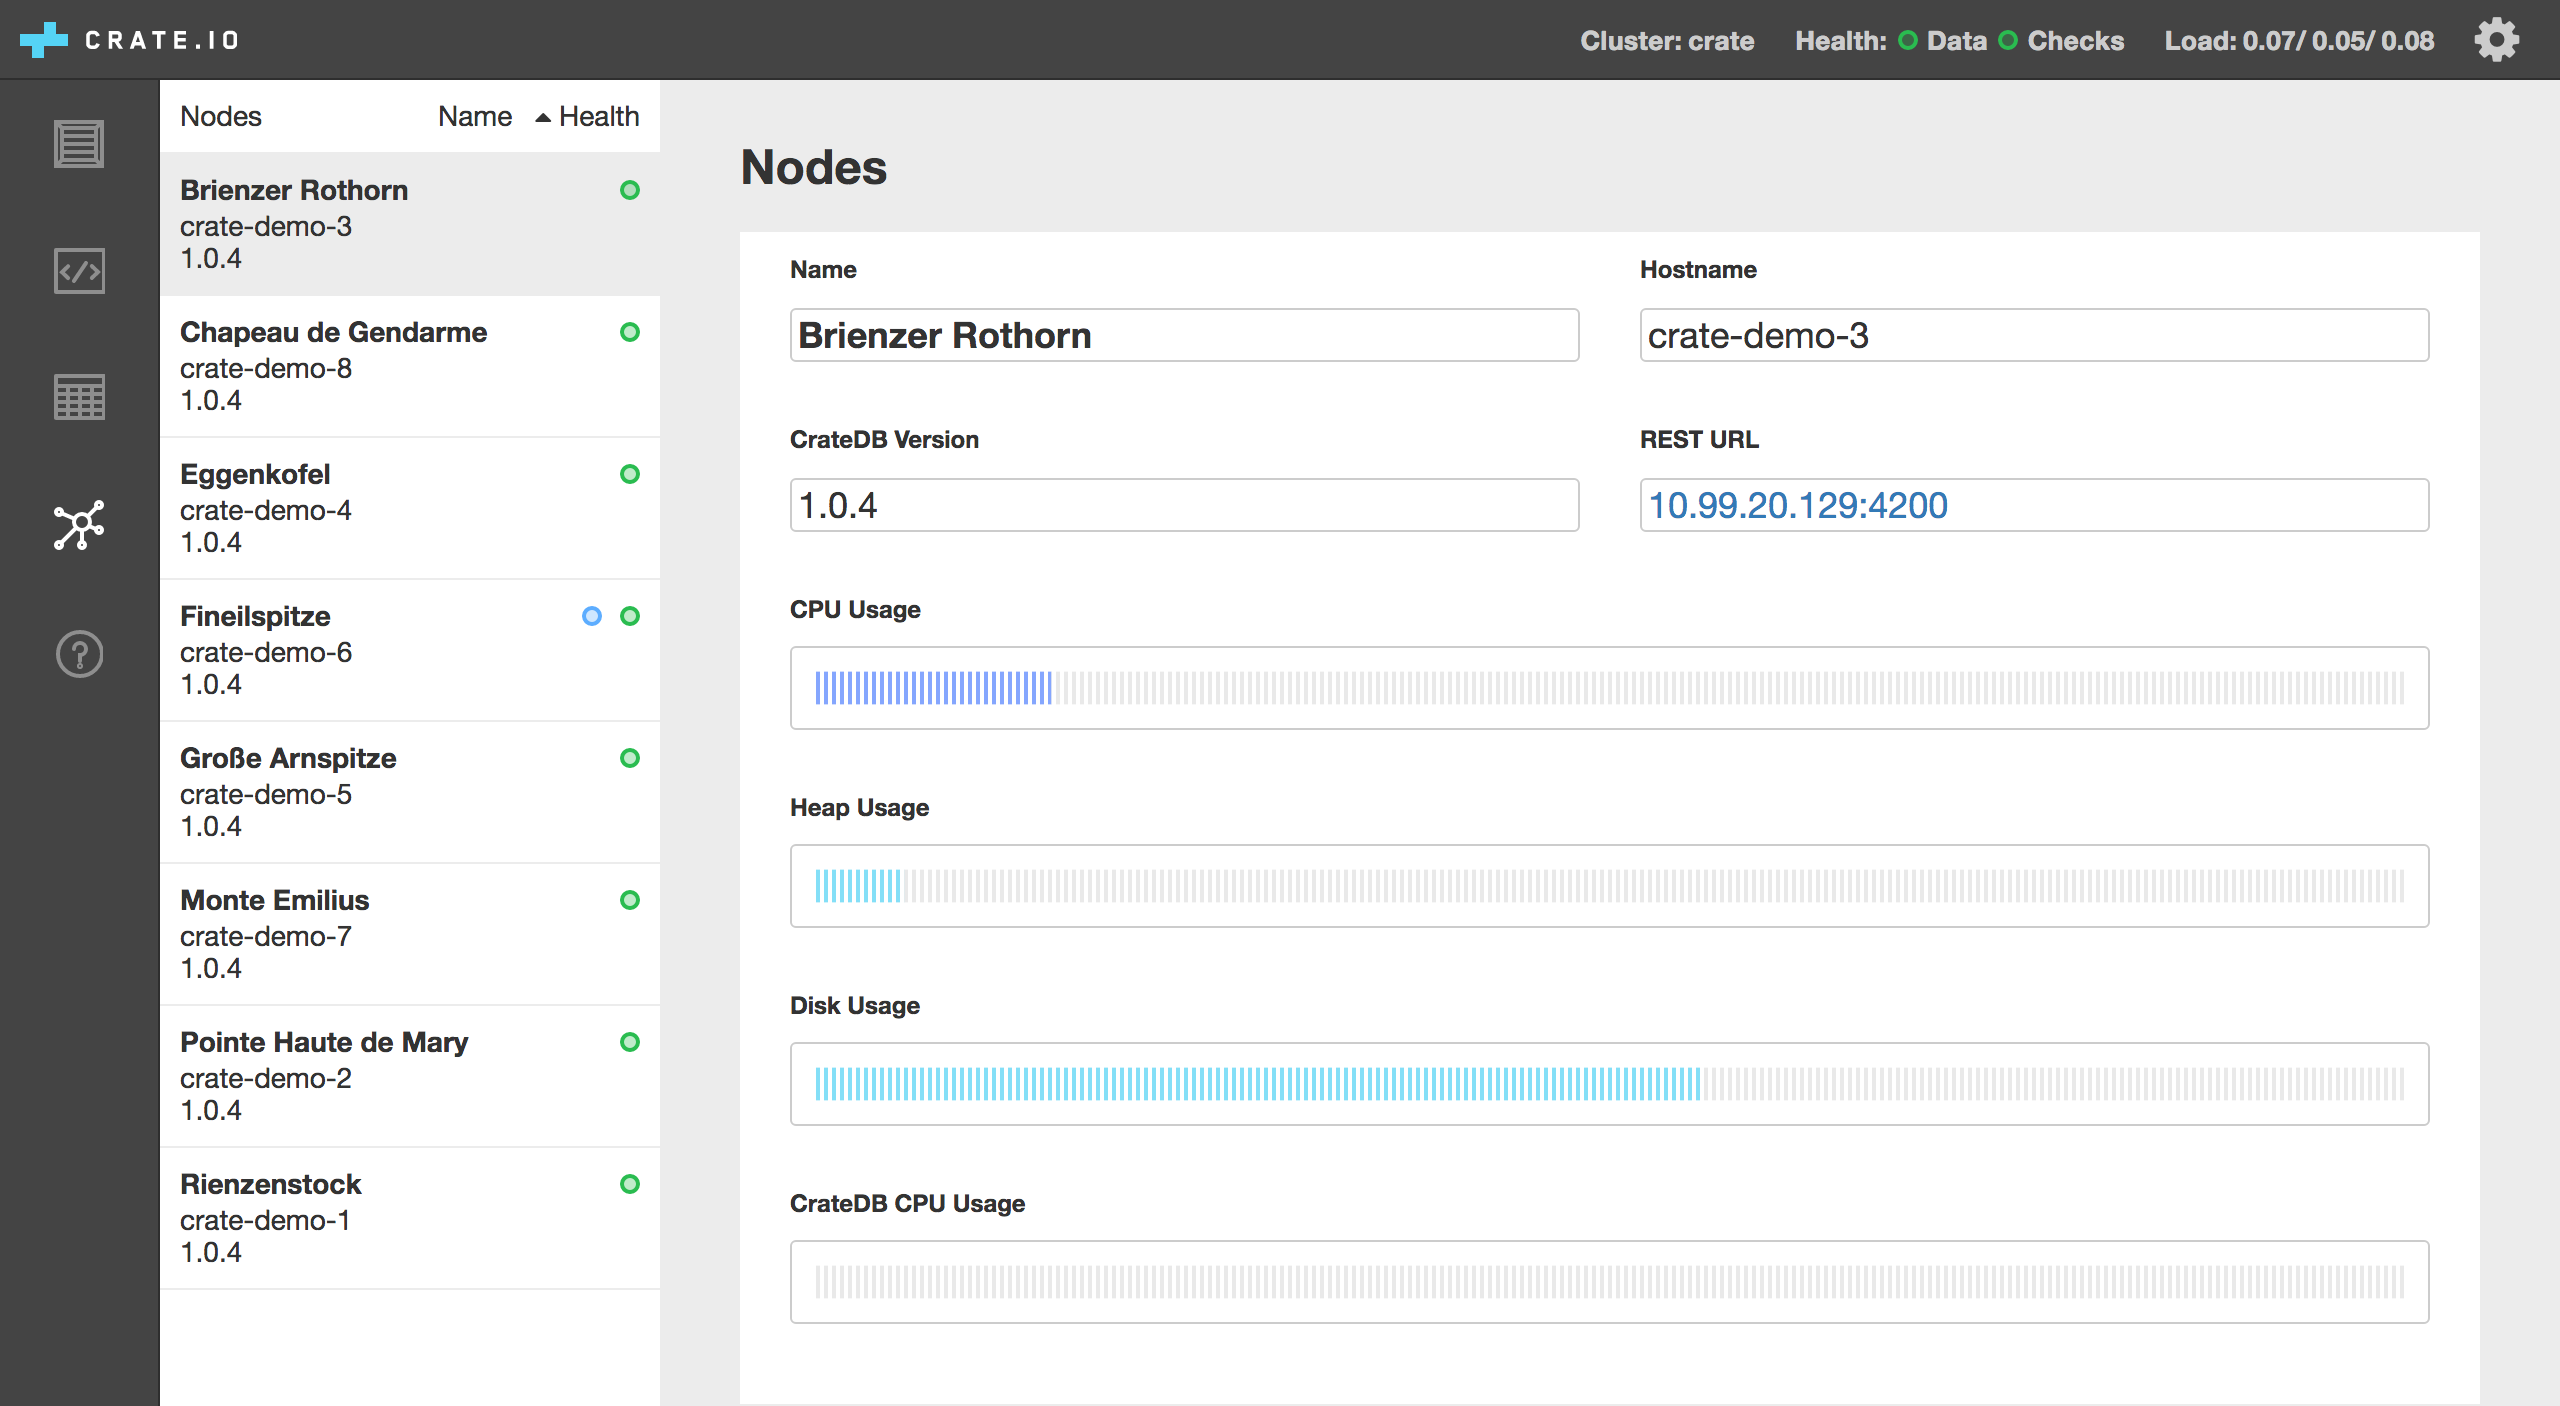 CRATE.IO
Cluster: crate Health: Data Checks Load: 0.07/ 0.05/ 0.08
Nodes Name Health
Brienzer Rothorn
crate-demo-3
1.0.4
Chapeau de Gendarme
crate-demo-8
1.0.4
Eggenkofel
crate-demo-4
1.0.4
Fineilspitze
crate-demo-6
1.0.4
Große Arnspitze
crate-demo-5
1.0.4
Monte Emilius
crate-demo-7
1.0.4
Pointe Haute de Mary
crate-demo-2
1.0.4
Rienzenstock
crate-demo-1
1.0.4
Nodes
Name
Brienzer Rothorn
Hostname
crate-demo-3
CrateDB Version
1.0.4
REST URL
10.99.20.129:4200
CPU Usage
Heap Usage
Disk Usage
CrateDB CPU Usage